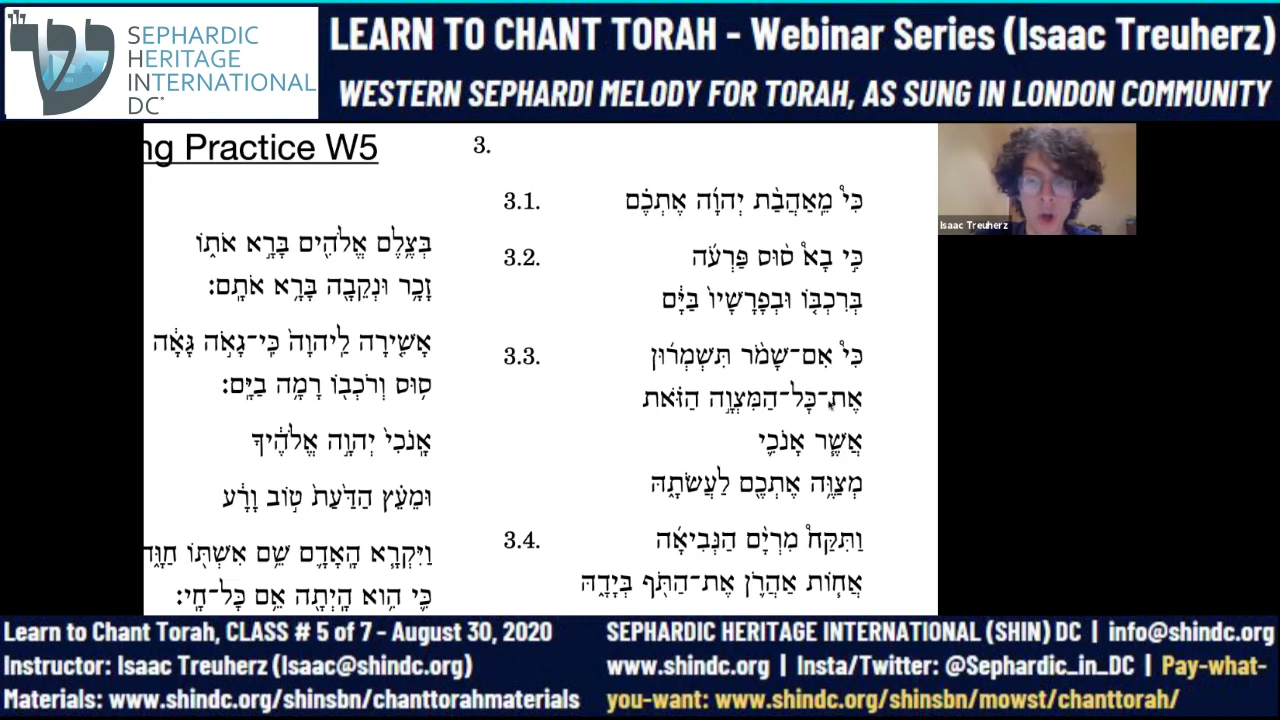 SEPHARDIC
HERITAGE
INTERNATIONAL
DC
LEARN TO CHANT TORAH - Webinar Series (Isaac Treuherz)
WESTERN SEPHARDI MELODY FOR TORAH, AS SUNG IN LONDON COMMUNITY
ng Practice W5
בְּצֶ֥לֶם אֱלֹהִ֖ים בָּרָ֣א אֹת֑וֹ
זָכָ֥ר וּנְקֵבָ֖ה בָּרָ֥א אֹתָֽם׃
אָשִׁ֤ירָה לַֽיהוָה֙ כִּֽי־גָאֹ֣ה גָּאָ֔ה
ס֥וּס וְרֹכְב֖וֹ רָמָ֥ה בַיָּֽם׃
אָֽנֹכִי֙ יְהוָ֣ה אֱלֹהֶ֔יךָ
וּמֵעֵ֗ץ הַדַּ֙עַת֙ ט֣וֹב וָרָ֔ע
וַיִּקְרָ֧א הָֽאָדָ֛ם שֵׁ֥ם אִשְׁתּ֖וֹ חַוָּ֑ה
כִּ֛י הִ֥וא הָֽיְתָ֖ה אֵ֥ם כָּל־חָֽי׃
3.
3.1. כִּי֩ מֵֽאַהֲבַ֨ת יְהוָ֜ה אֶתְכֶ֗ם
3.2. כִּ֣י בָא֩ ס֨וּס פַּרְעֹ֜ה
בְּרִכְבּ֤וֹ וּבְפָרָשָׁיו֙ בַּיָּ֔ם
3.3. כִּי֩ אִם־שָׁמֹ֨ר תִּשְׁמְר֜וּן
אֶת־כָּל־הַמִּצְוָ֣ה הַזֹּ֗את
אֲשֶׁ֧ר אָנֹכִ֛י
מְצַוֶּ֥ה אֶתְכֶ֖ם לַעֲשֹׂתָ֑הּ
3.4. וַתִּקַּח֩ מִרְיָ֨ם הַנְּבִיאָ֜ה
אֲח֧וֹת אַהֲרֹ֛ן אֶת־הַתֹּ֖ף בְּיָדָ֑הּ
Isaac Treuherz
Learn to Chant Torah, CLASS # 5 of 7 - August 30, 2020
Instructor: Isaac Treuherz (Isaac@shindc.org)
Materials: www.shindc.org/shinsbn/chanttorahmaterials
SEPHARDIC HERITAGE INTERNATIONAL (SHIN) DC | info@shindc.org
www.shindc.org | Insta/Twitter: @Sephardic_in_DC | Pay-what-
you-want: www.shindc.org/shinsbn/mowst/chanttorah/